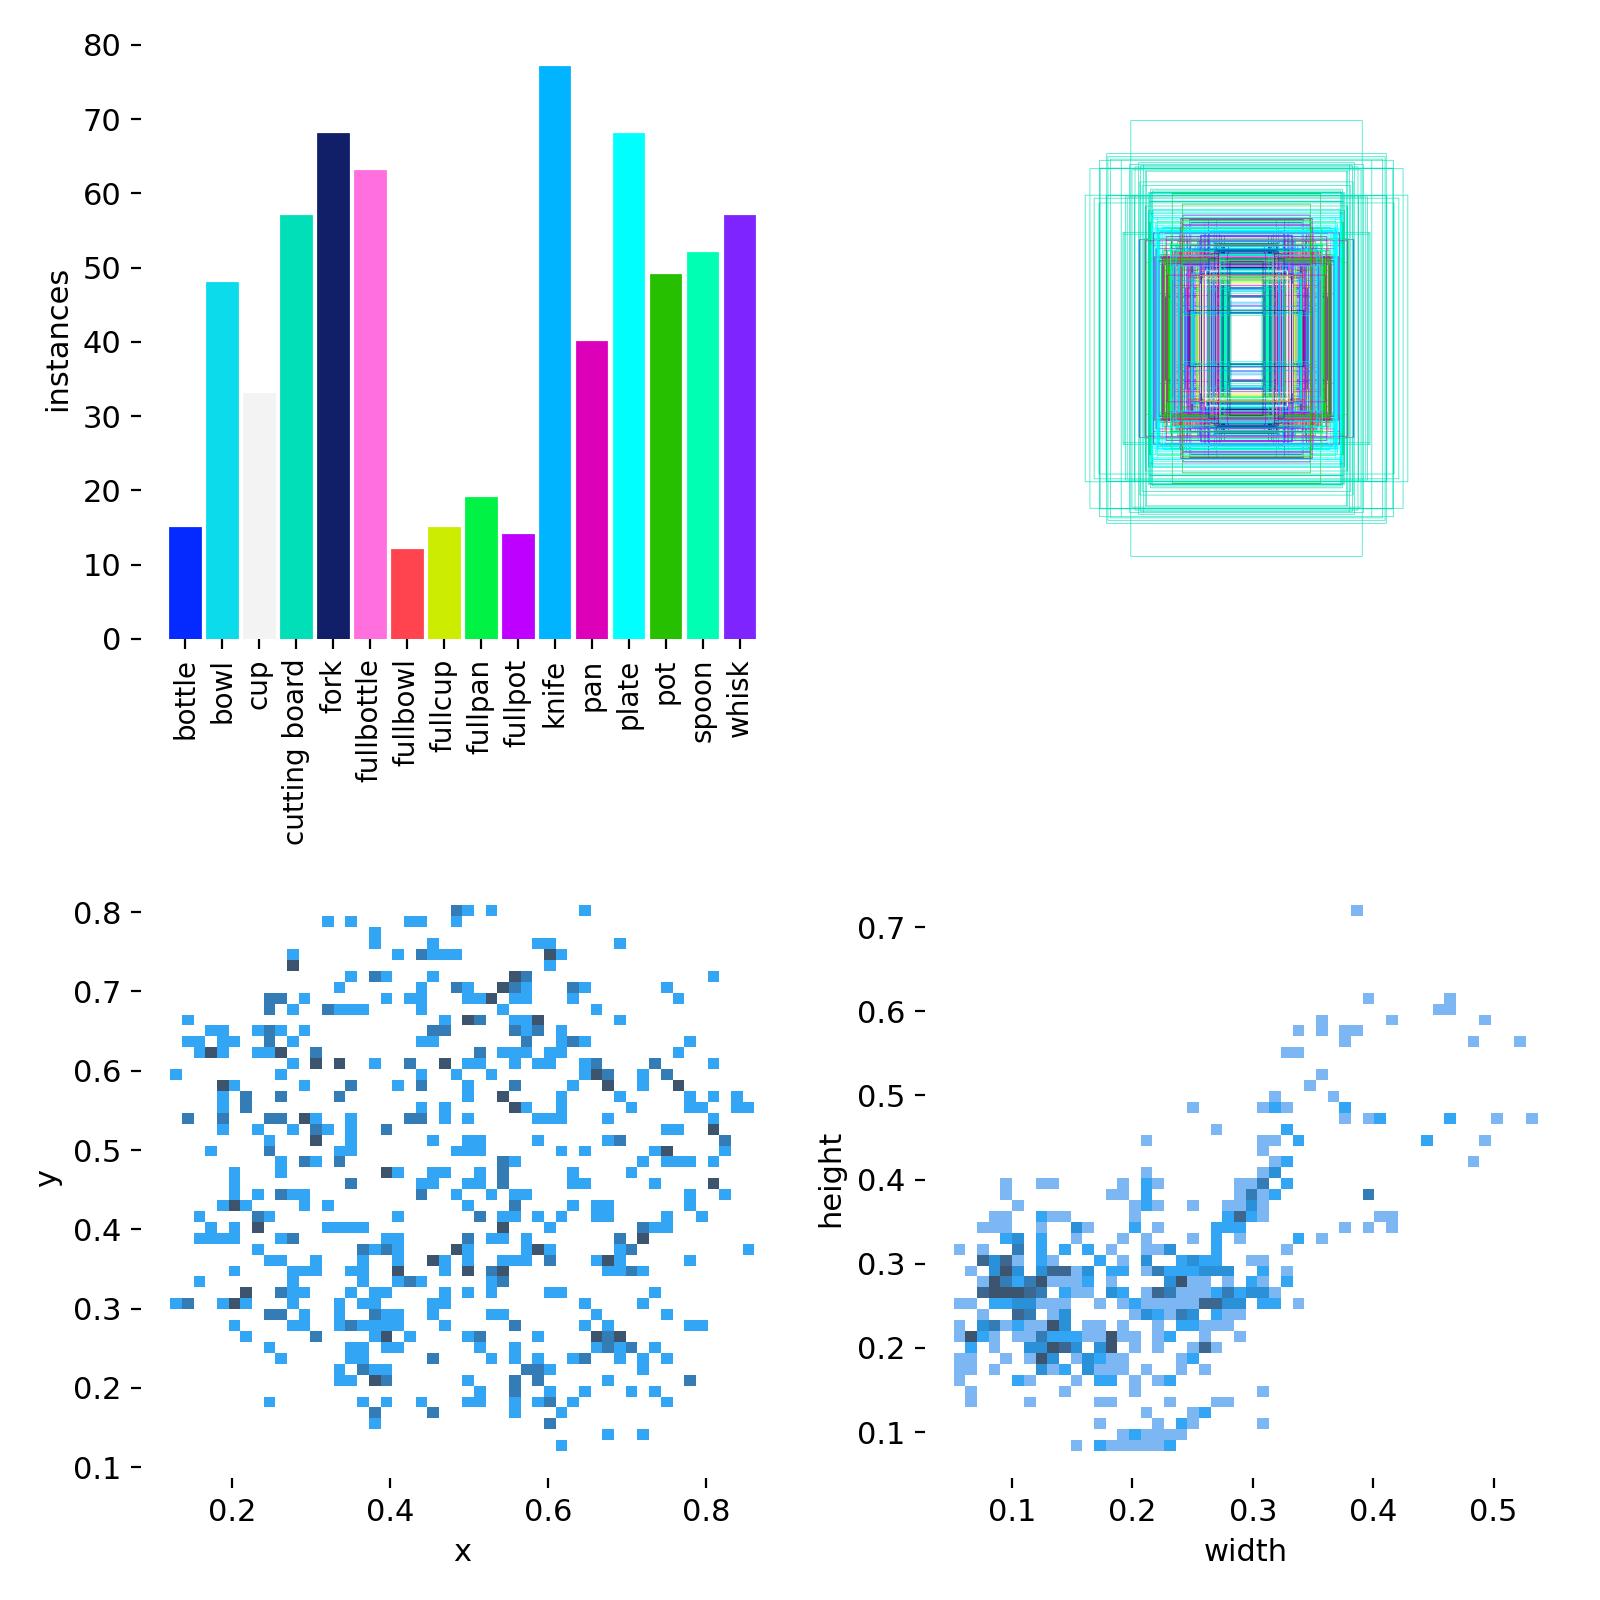 80
70
60
50
40
30
20
10
0
instances
bottle
bowl
cup
cutting board
fork
fullbottle
fullbowl
fullcup
fullpan
fullpot
knife
pan
plate
pot
spoon
whisk
0.8
0.7
0.6
0.5
0.4
0.3
0.2
0.1
y
0.2 0.4 0.6 0.8
x
0.7
0.6
0.5
0.4
0.3
0.2
0.1
height
0.1 0.2 0.3 0.4 0.5
width